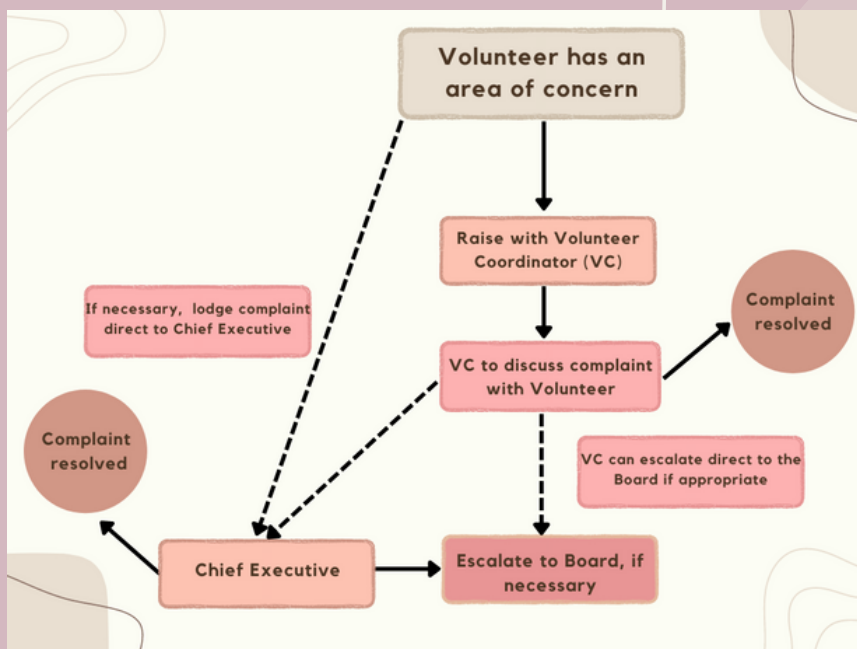 Volunteer has an
area of concern
Raise with Volunteer
Coordinator (VC)
If necessary, lodge complaint
direct to Chief Executive
Complaint
resolved
VC to discuss complaint
with Volunteer
Complaint
resolved
VC can escalate direct to the
Board if appropriate
Chief Executive
Escalate to Board, if
necessary